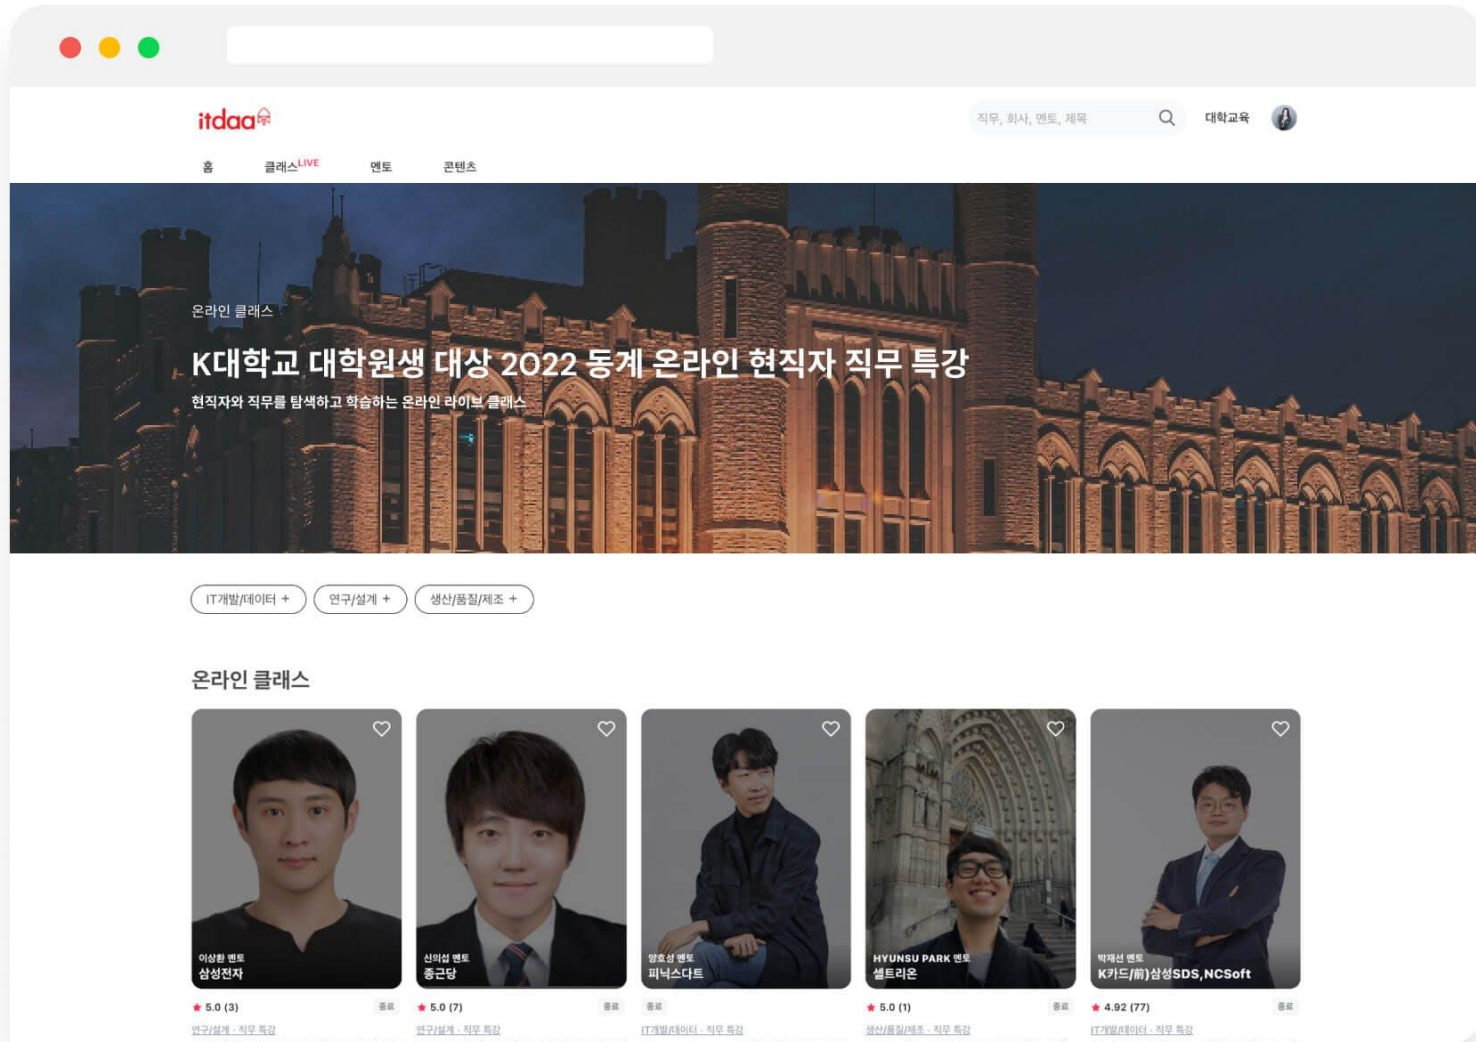 itdaa
직무, 회사, 멘토, 제목
대학교육
홈 클래스LIVE 멘토 콘텐츠
온라인 클래스
K대학교 대학원생 대상 2022 동계 온라인 현직자 직무 특강
현직자와 직무를 탐색하고 학습하는 온라인 라이브 클래스
IT개발/데이터 + 연구/설계 + 생산/품질/제조 +
온라인 클래스
이상환 멘토
삼성전자
★ 5.0 (3) 종료
연구/설계 · 직무 특강
신의섭 멘토
종근당
★ 5.0 (7) 종료
연구/설계 · 직무 특강
양호성 멘토
피닉스다트
종료
IT개발/데이터 · 직무 특강
HYUNSU PARK 멘토
셀트리온
★ 5.0 (1) 종료
생산/품질/제조 · 직무 특강
박재선 멘토
K카드/前)삼성SDS,NCSoft
★ 4.92 (77) 종료
IT개발/데이터 · 직무 특강